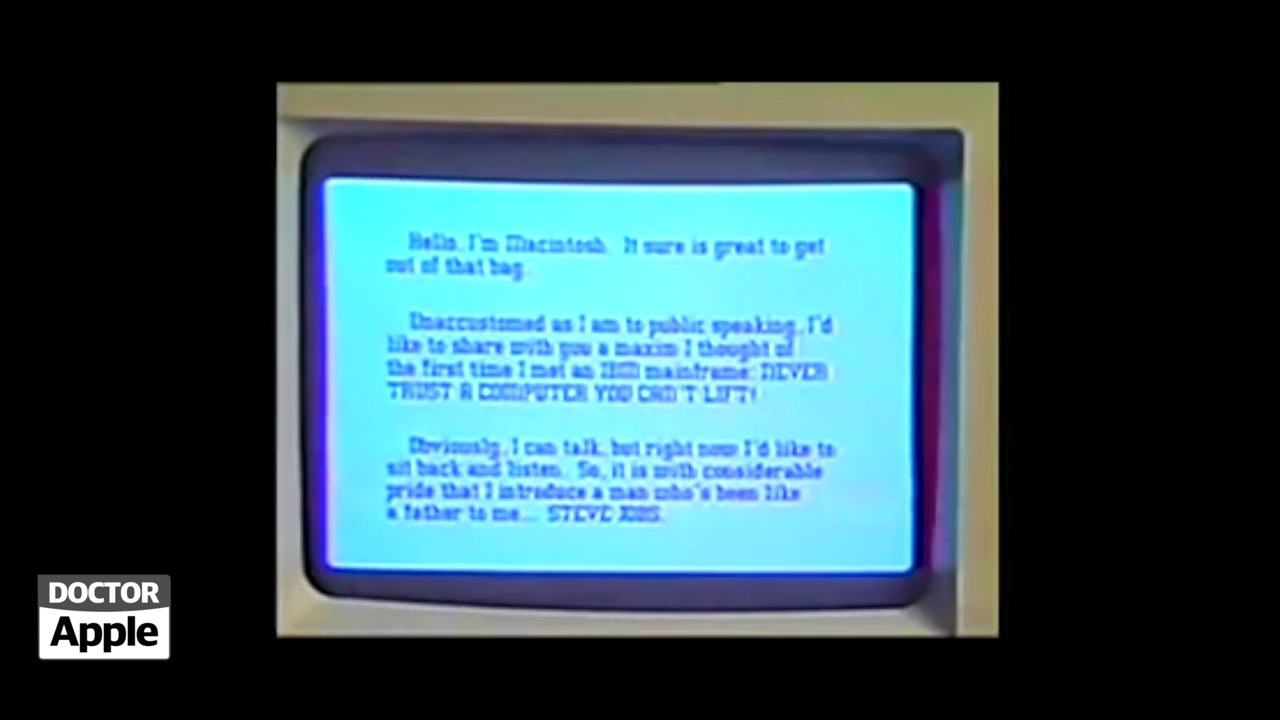 Hello, I'm Macintosh. It sure is great to get
out of that bag.
Unaccustomed as I am to public speaking, I'd
like to share with you a maxim I thought of
the first time I met an IBM mainframe: NEVER
TRUST A COMPUTER YOU CAN'T LIFT!
Obviously, I can talk, but right now I'd like to
sit back and listen. So, it is with considerable
pride that I introduce a man who's been like
a father to me... STEVE JOBS.
DOCTOR
Apple